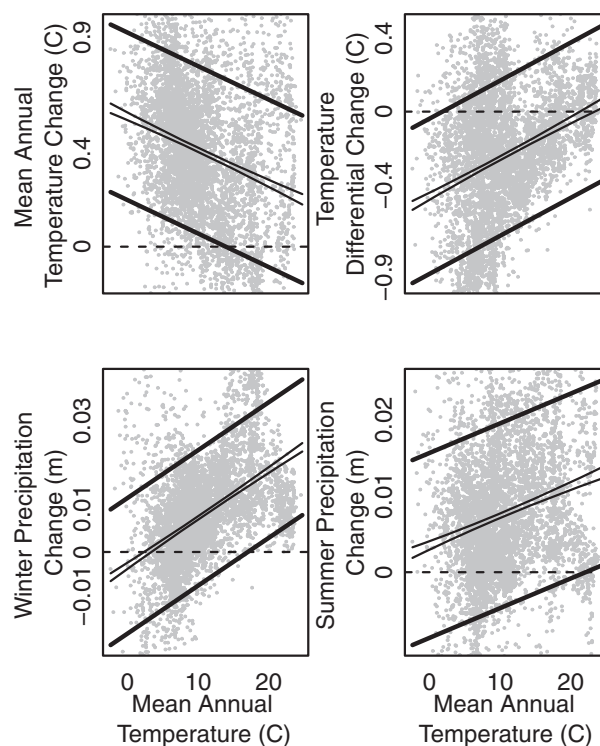 Mean Annual
Temperature Change (C)
0.9
0.4
0
Temperature
Differential Change (C)
0.4
0
−0.4
−0.9
Winter Precipitation
Change (m)
0.03
0.01
0
−0.01
Summer Precipitation
Change (m)
0.02
0.01
0
0 10 20
Mean Annual
Temperature (C)
0 10 20
Mean Annual
Temperature (C)